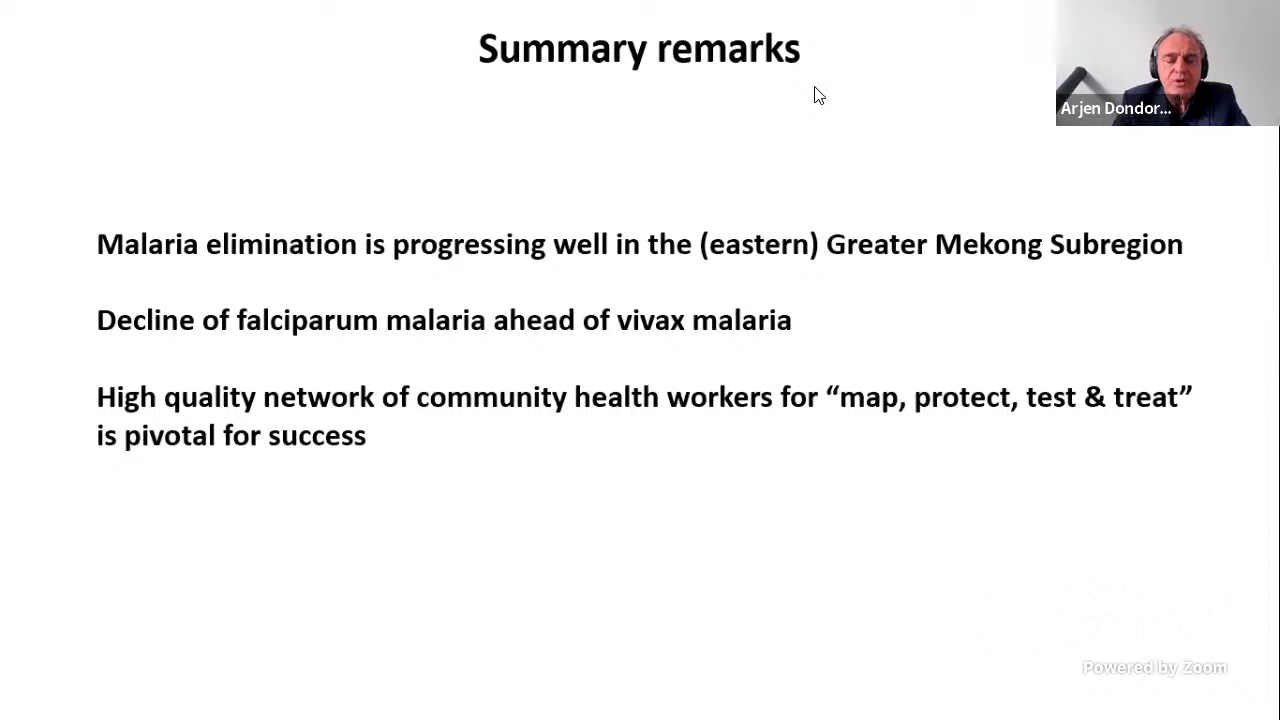 Summary remarks
Arjen Dondor...
Malaria elimination is progressing well in the (eastern) Greater Mekong Subregion
Decline of falciparum malaria ahead of vivax malaria
High quality network of community health workers for “map, protect, test & treat”
is pivotal for success
Powered by Zoom